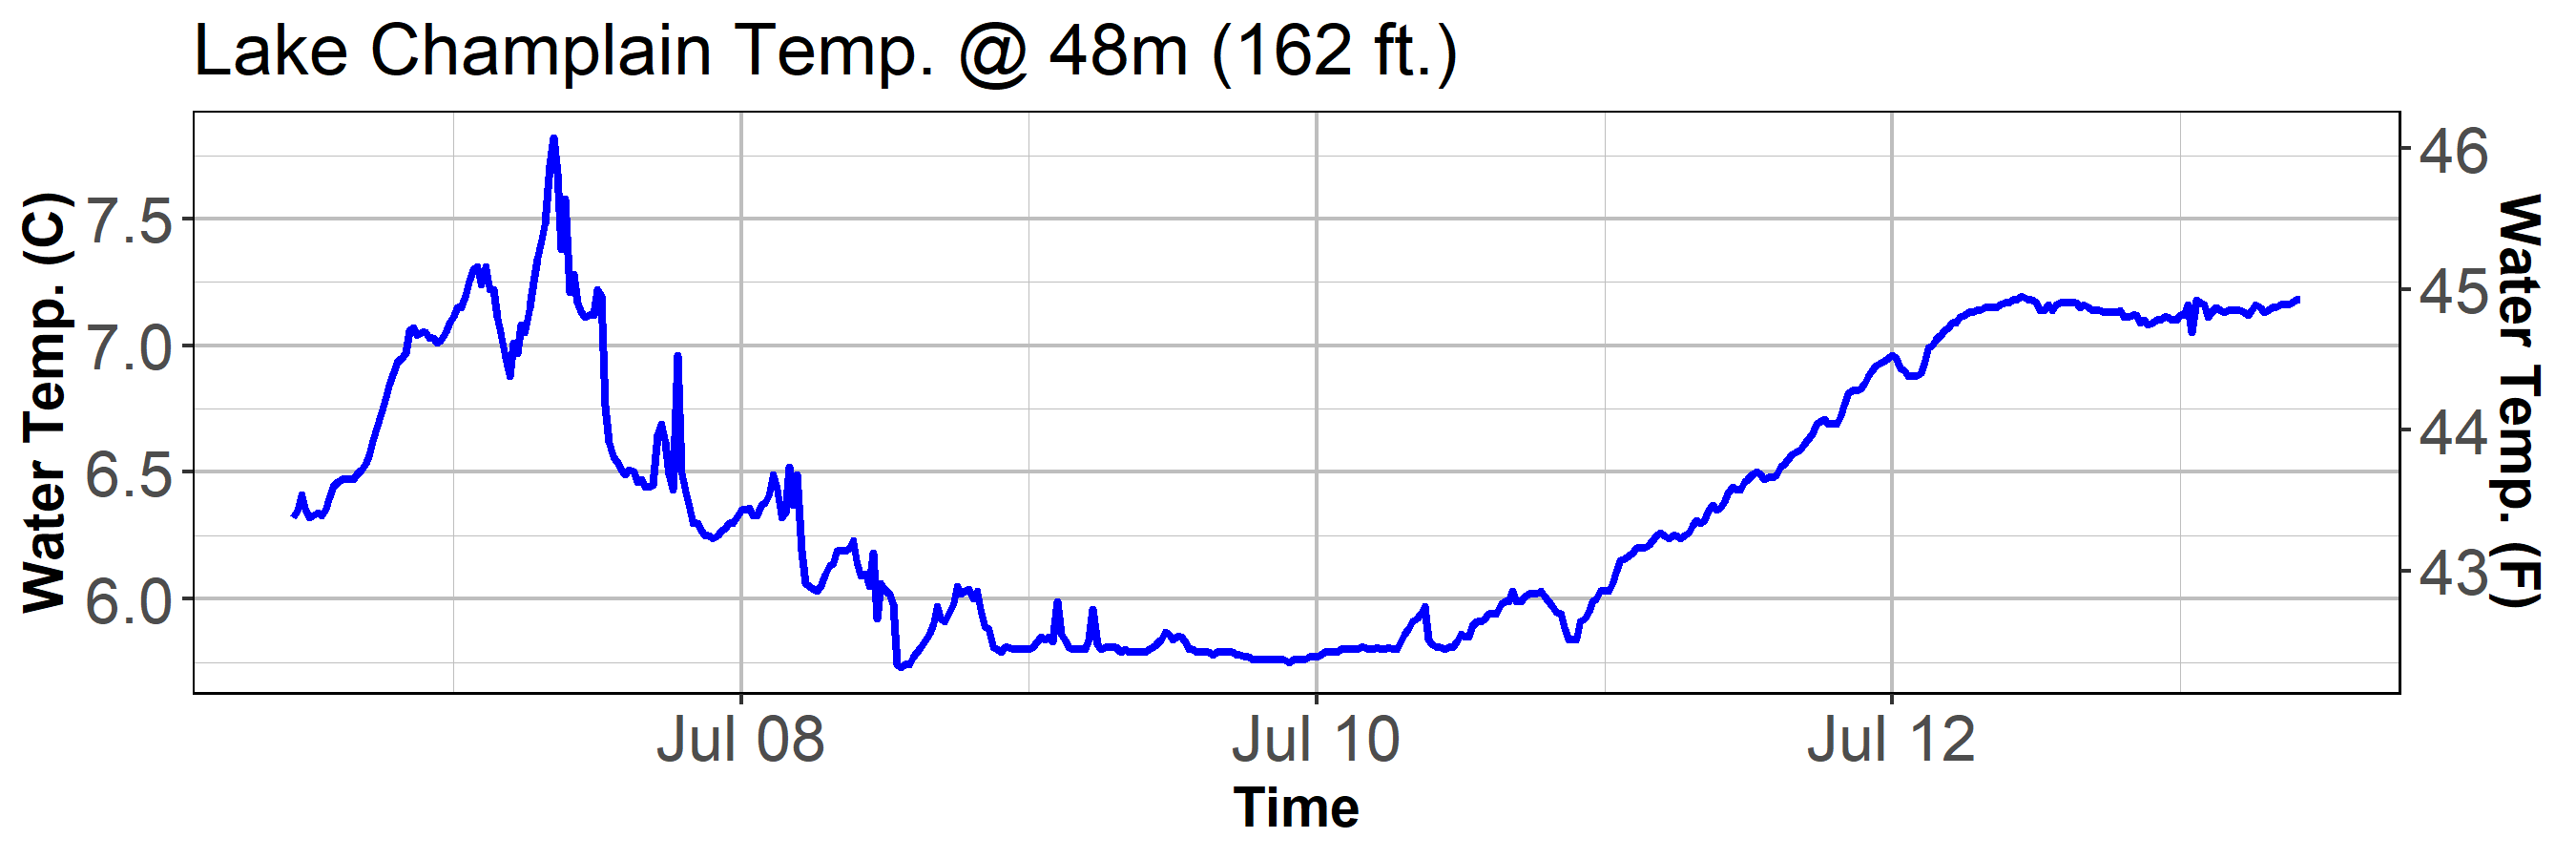 Lake Champlain Temp. @ 48m (162 ft.)
Water Temp. (C)
7.5
7.0
6.5
6.0
46
45
44
43
Water Temp. (F)
Jul 08 Jul 10 Jul 12
Time